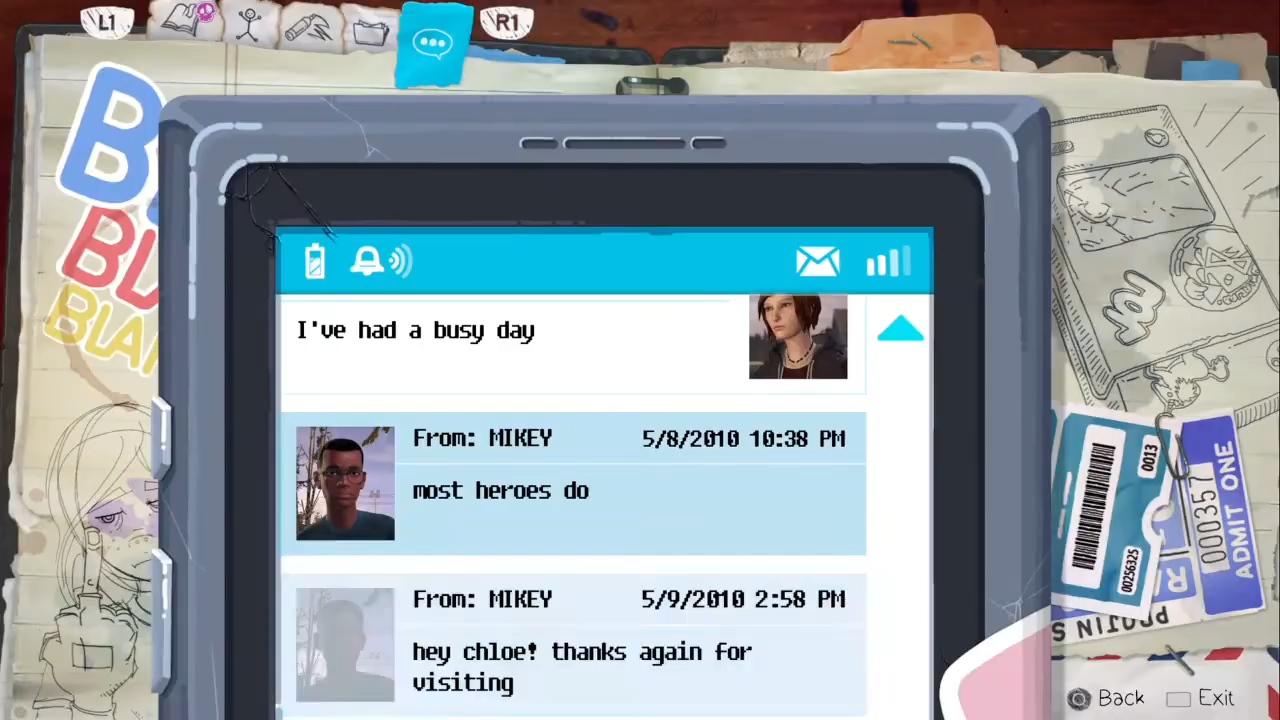 L1
R1
I've had a busy day
From: MIKEY 5/8/2010 10:38 PM
most heroes do
From: MIKEY 5/9/2010 2:58 PM
hey chloe! thanks again for
visiting
0013
00256325
000357
ADMIT ONE
Back
Exit